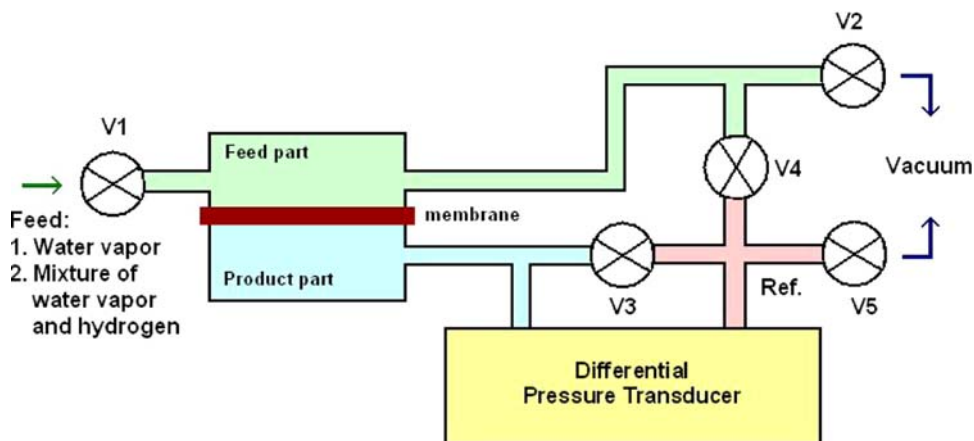 V2
V1
Feed part
V4
Vacuum
Feed:
1. Water vapor
2. Mixture of
water vapor
and hydrogen
membrane
Product part
V3
Ref.
V5
Differential
Pressure Transducer